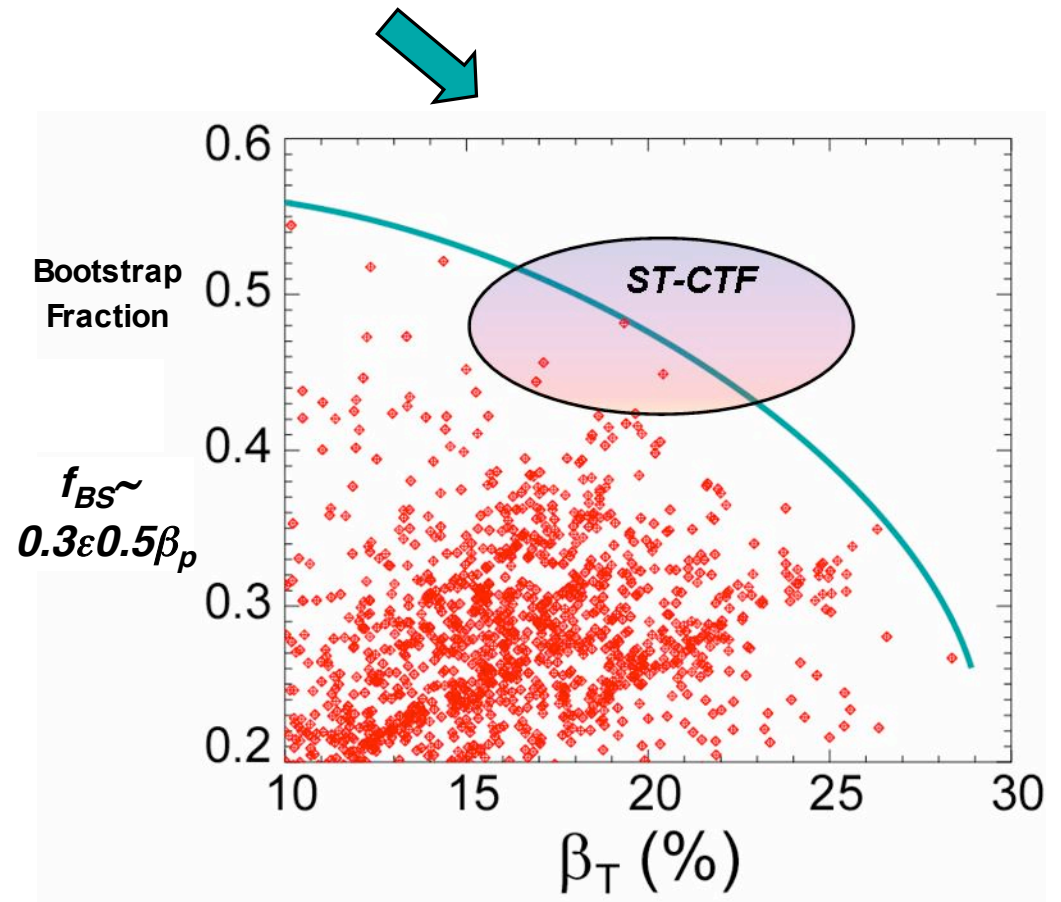 0.6
Bootstrap
Fraction
0.5
ST-CTF
0.4
f_BS~
0.3ε0.5β_p
0.3
0.2
10 15 20 25 30
β_T (%)